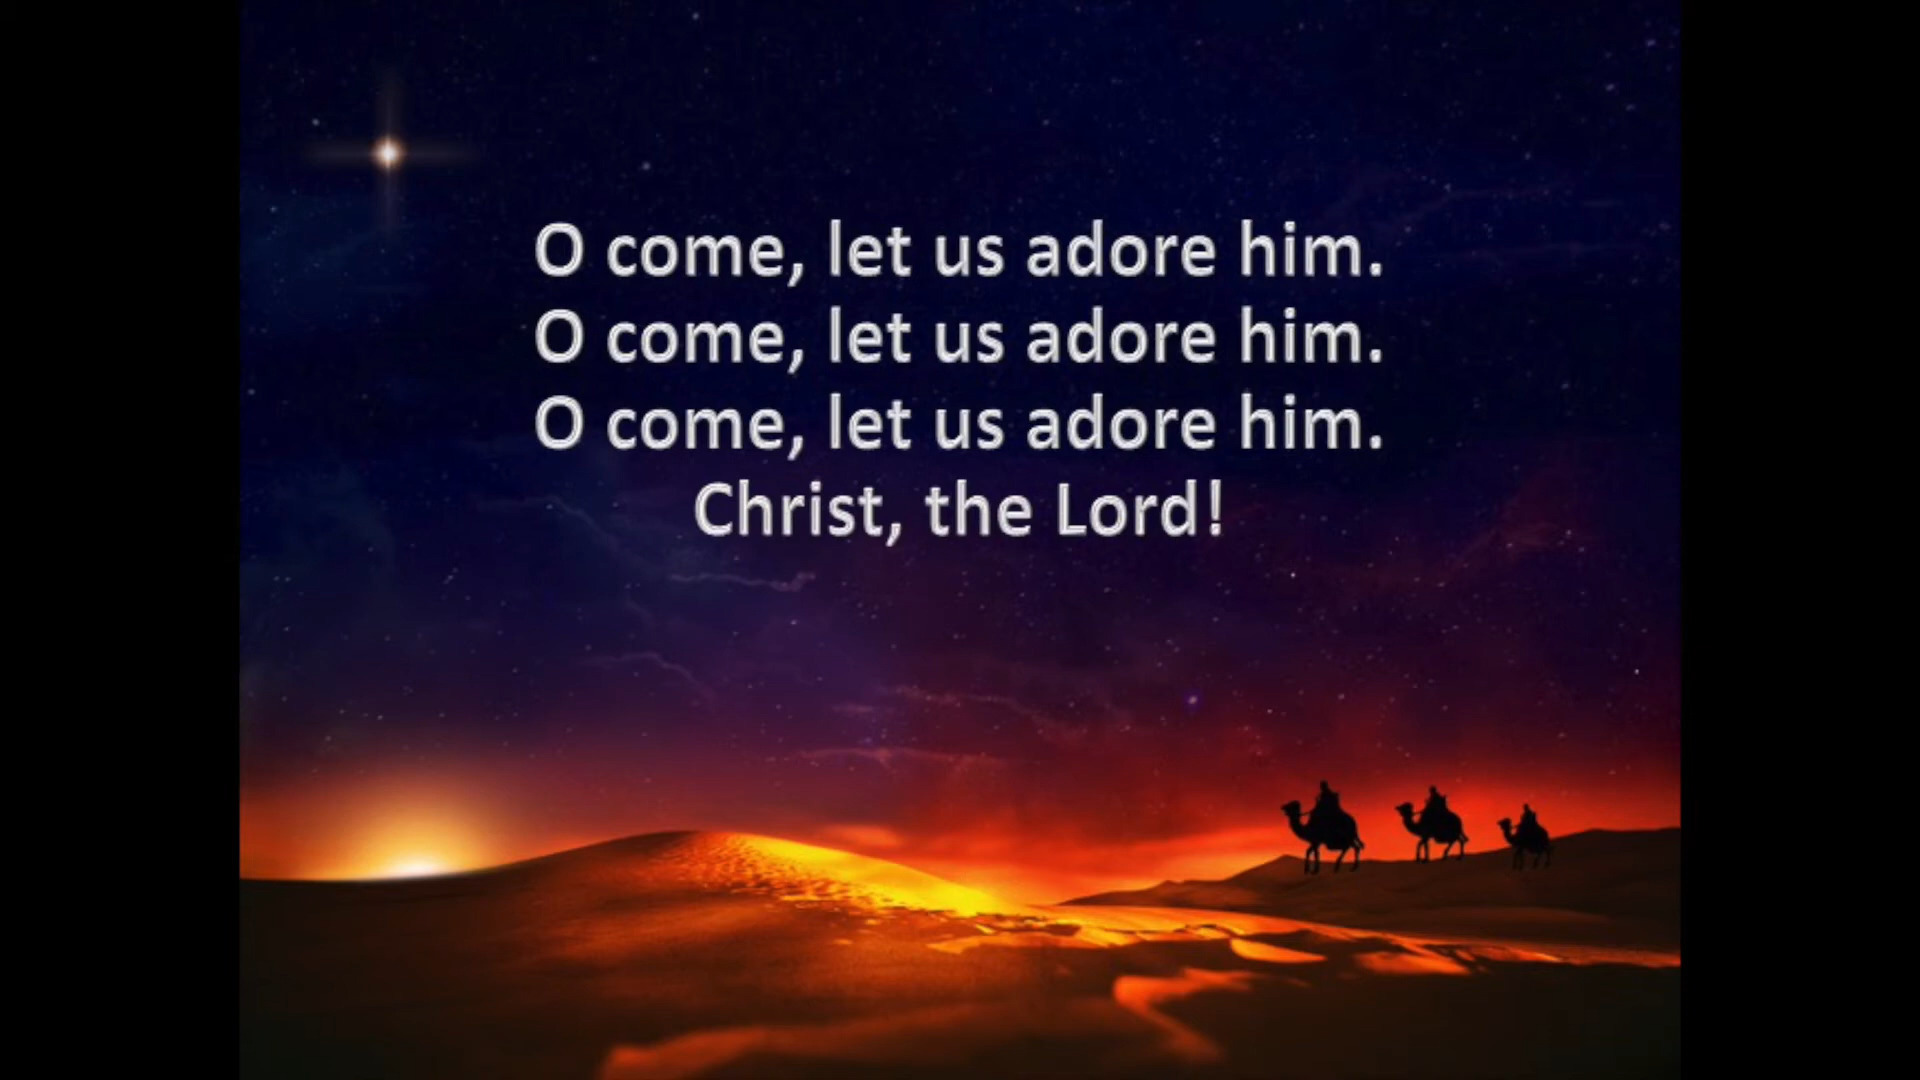 O come, let us adore him.
O come, let us adore him.
O come, let us adore him.
Christ, the Lord!